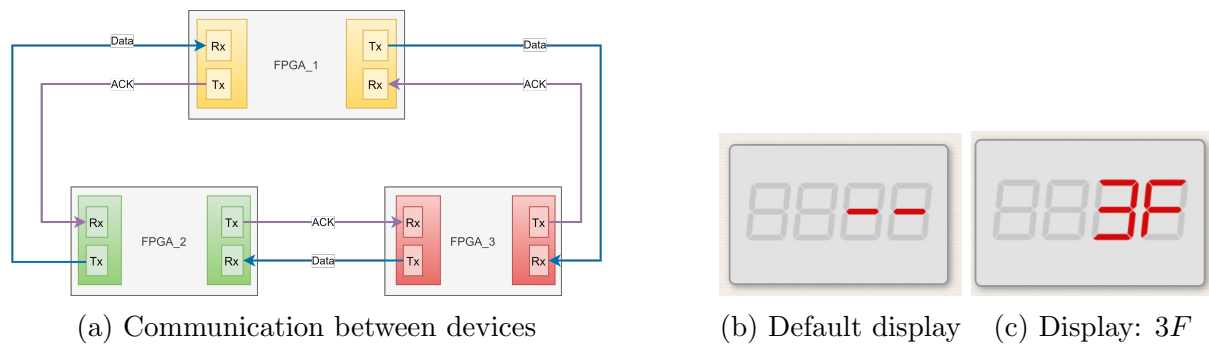 Data
Rx
Tx
Data
FPGA_1
ACK
Tx
Rx
ACK
Rx
Tx
ACK
Rx
Tx
FPGA_2
FPGA_3
Tx
Rx
Data
Tx
Rx
3F
(a) Communication between devices
(b) Default display
(c) Display: 3F